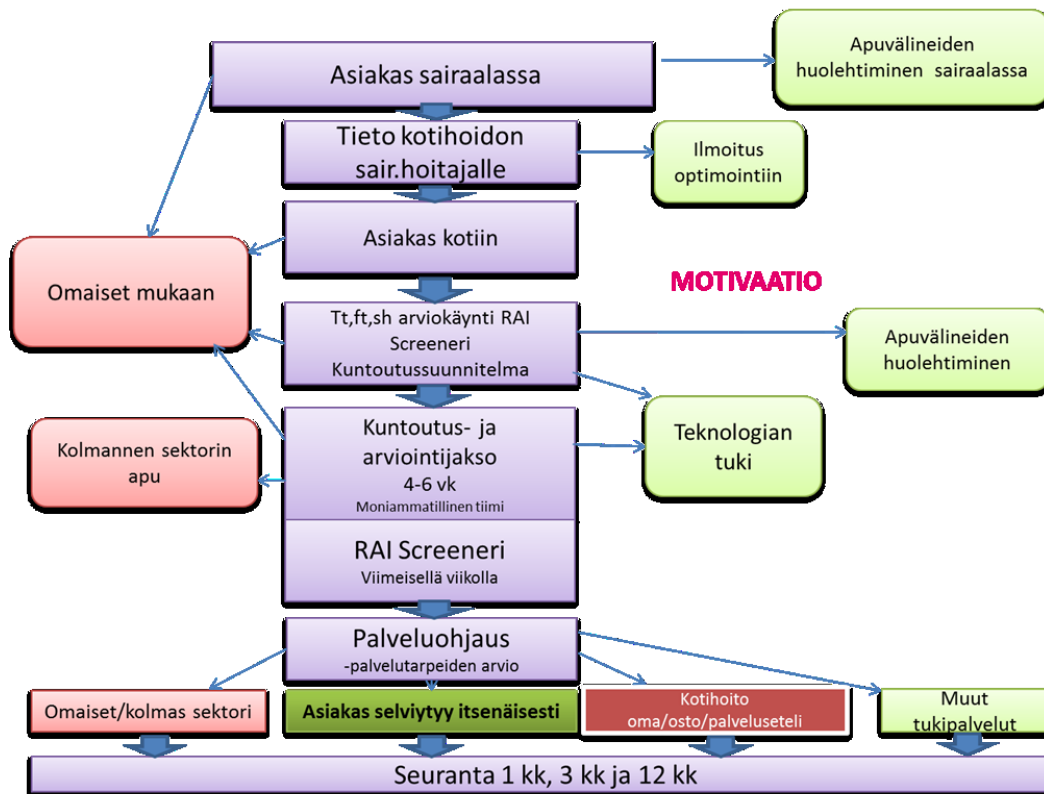 Asiakas sairaalassa
Apuvälineiden
huolehtiminen sairaalassa
Tieto kotihoidon
sair.hoitajalle
Ilmoitus
optimointiin
Asiakas kotiin
Omaiset mukaan
MOTIVAATIO
Tt,ft,sh arviokäynti RAI
Screeneri
Kuntoutussuunnitelma
Apuvälineiden
huolehtiminen
Kuntoutus- ja
arviointijakso
4-6 vk
Moniammatillinen tiimi
Kolmannen sektorin
apu
Teknologian
tuki
RAI Screeneri
Viimeisellä viikolla
Palveluohjaus
-palvelutarpeiden arvio
Omaiset/kolmas sektori
Asiakas selviytyy itsenäisesti
Kotihoito
oma/osto/palveluseteli
Muut
tukipalvelut
Seuranta 1 kk, 3 kk ja 12 kk